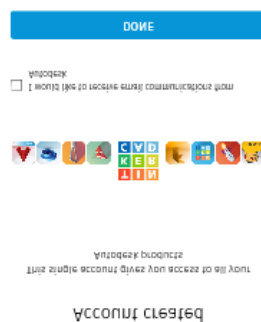 Account created
This single account gives you access to all your
Autodesk products
TIN
KER
CAD
I would like to receive email communications from
Autodesk
DONE